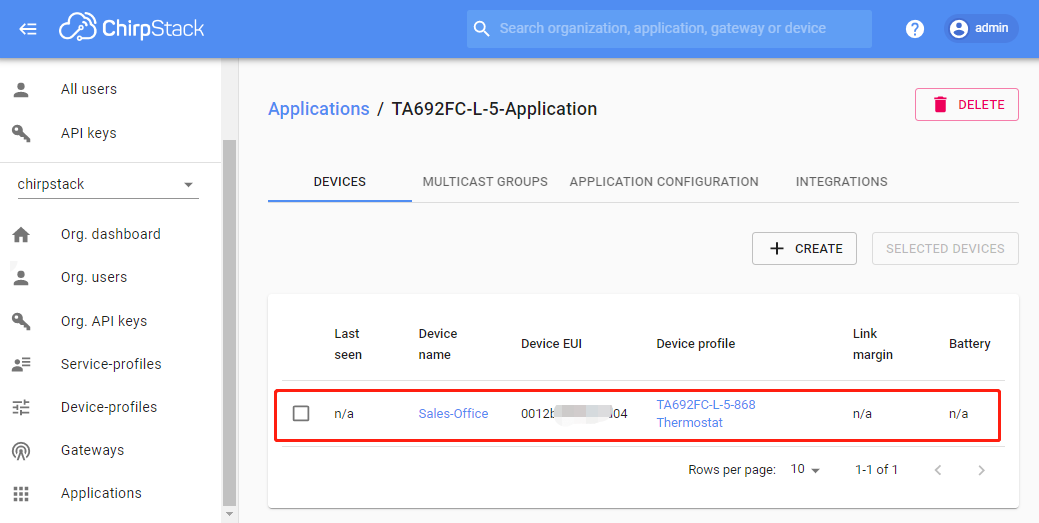 ChirpStack
Search organization, application, gateway or device
?
admin
All users
API keys
chirpstack
Org. dashboard
Org. users
Org. API keys
Service-profiles
Device-profiles
Gateways
Applications
Applications / TA692FC-L-5-Application
DELETE
DEVICES MULTICAST GROUPS APPLICATION CONFIGURATION INTEGRATIONS
+ CREATE
SELECTED DEVICES
Last
seen
Device
name
Device EUI
Device profile
Link
margin
Battery
n/a
Sales-Office
TA692FC-L-5-868
Thermostat
n/a
n/a
Rows per page: 10
1-1 of 1